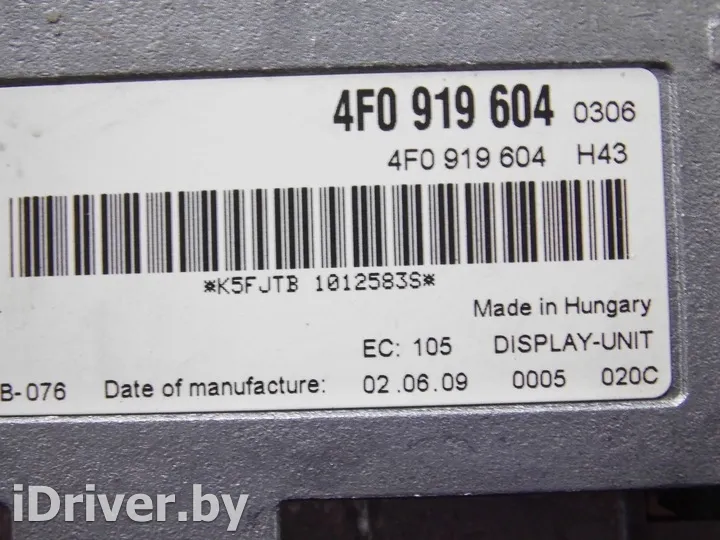 4F0 919 604 0306
4F0 919 604 H43
*K5FJTB 1012583S*
Made in Hungary
EC: 105 DISPLAY-UNIT
B-076 Date of manufacture: 02.06.09 0005 020C
iDriver.by